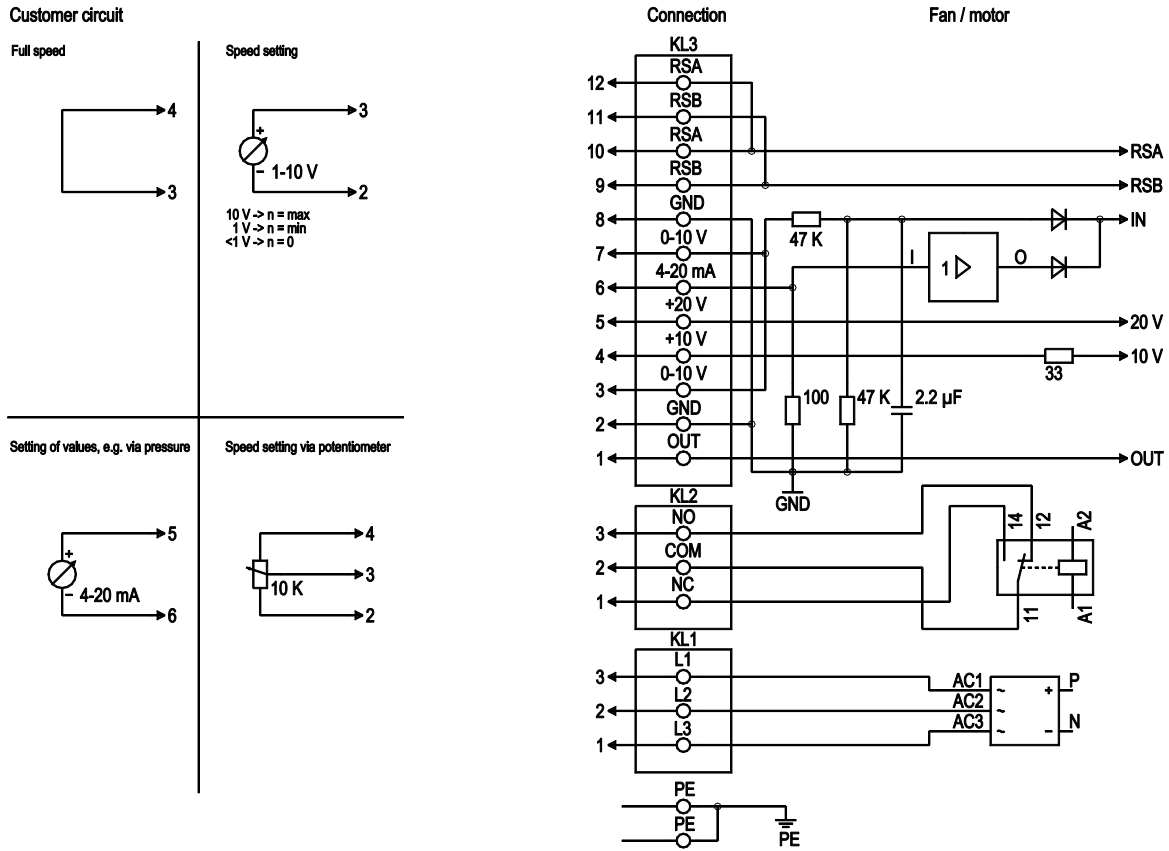 Customer circuit
Connection
Fan / motor
Full speed
4
3
Speed setting
3
+
− 1-10 V
2
10 V -> n = max
1 V -> n = min
<1 V -> n = 0
Setting of values, e.g. via pressure
5
+
− 4-20 mA
6
Speed setting via potentiometer
4
3
10 K
2
KL3
12 RSA
11 RSB
10 RSA RSA
9 RSB RSB
8 GND 47 K IN
7 0-10 V I 1 O
6 4-20 mA
5 +20 V 20 V
4 +10 V 33 10 V
3 0-10 V
100 47 K 2.2 µF
2 GND
1 OUT OUT
GND
KL2
3 NO
2 COM
1 NC
14 12 A2
11 A1
KL1
3 L1 AC1 ~ + P
2 L2 AC2 ~
1 L3 AC3 ~ − N
PE
PE
PE